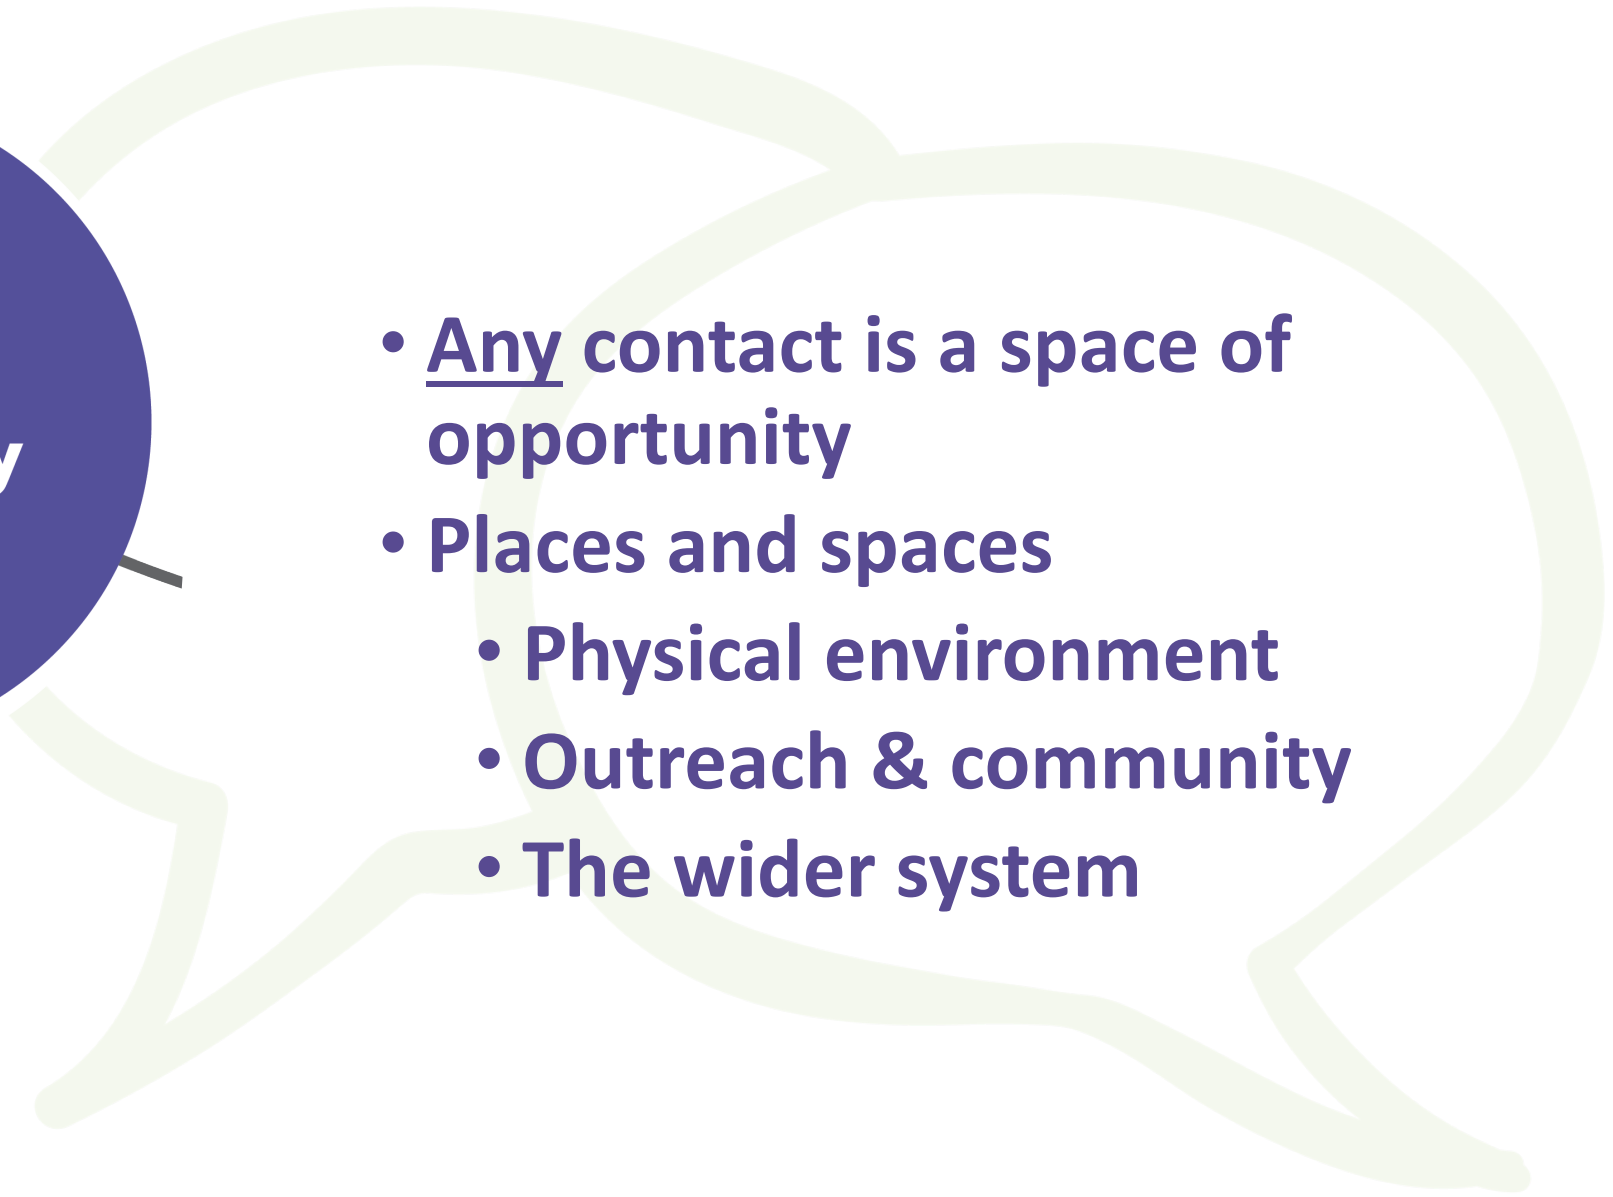 • Any contact is a space of
opportunity
• Places and spaces
• Physical environment
• Outreach & community
• The wider system